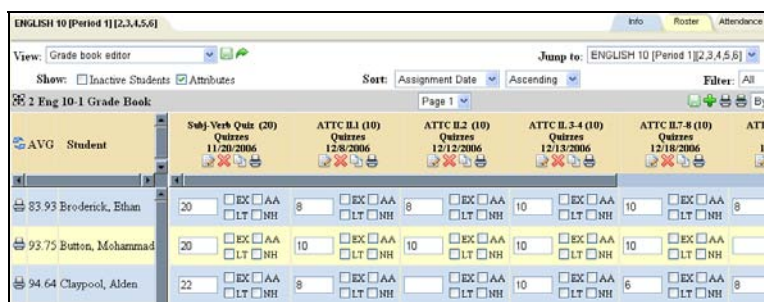 ENGLISH 10 [Period 1] [2,3,4,5,6]
Info Roster Attendance
View: Grade book editor Jump to: ENGLISH 10 [Period 1][2,3,4,5,6]
Show: Inactive Students Attributes Sort: Assignment Date Ascending Filter: All
2 Eng 10-1 Grade Book Page 1 By
AVG Student
Subj-Verb Quiz (20) ATTC II.1 (10) ATTC II.2 (10) ATTC II. 3-4 (10) ATTC II.7-8 (10) ATT
Quizzes Quizzes Quizzes Quizzes Quizzes
11/20/2006 12/8/2006 12/12/2006 12/13/2006 12/18/2006
83.93 Broderick, Ethan 20 EX AA LT NH 8 EX AA LT NH 8 EX AA LT NH 10 EX AA LT NH 10 EX AA LT NH 8
93.75 Button, Mohammad 20 EX AA LT NH 10 EX AA LT NH 10 EX AA LT NH 10 EX AA LT NH 10 EX AA LT NH
94.64 Claypool, Alden 22 EX AA LT NH 8 EX AA LT NH EX AA LT NH 10 EX AA LT NH 6 EX AA LT NH 8